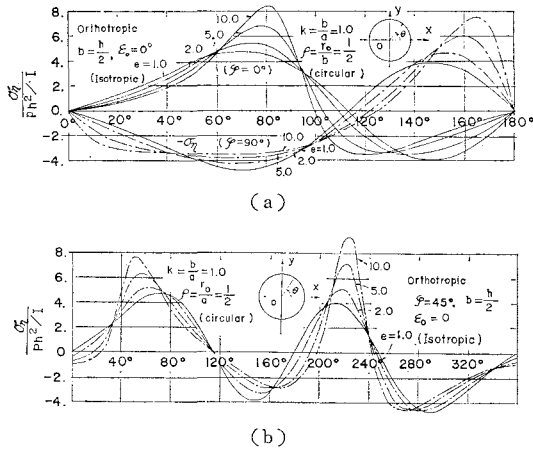 8.
6.
4.
2.
0
-2.
-4.
Orthotropic
b = h/2, ε₀ = 0°
e = 1.0
(Isotropic)
10.0
8.0
5.0
2.0
(𝒫 = 0°)
k = b/a = 1.0
ρ = r₀/b = 1/2
(circular)
y
x
θ
ση / Ph²/I
0°
20°
40°
60°
80°
100°
120°
140°
160°
180°
-ση (𝒫 = 90°)
10.0
e = 1.0
2.0
5.0
(a)
8.
6.
4.
2.
0
-2.
-4.
k = b/a = 1.0
ρ = r₀/a = 1/2
(circular)
y
x
θ
10.0
5.0
2.0
Orthotropic
𝒫 = 45°, b = h/2
ε₀ = 0
e = 1.0 (Isotropic)
σξ / Ph²/I
40°
80°
120°
160°
200°
240°
280°
320°
(b)